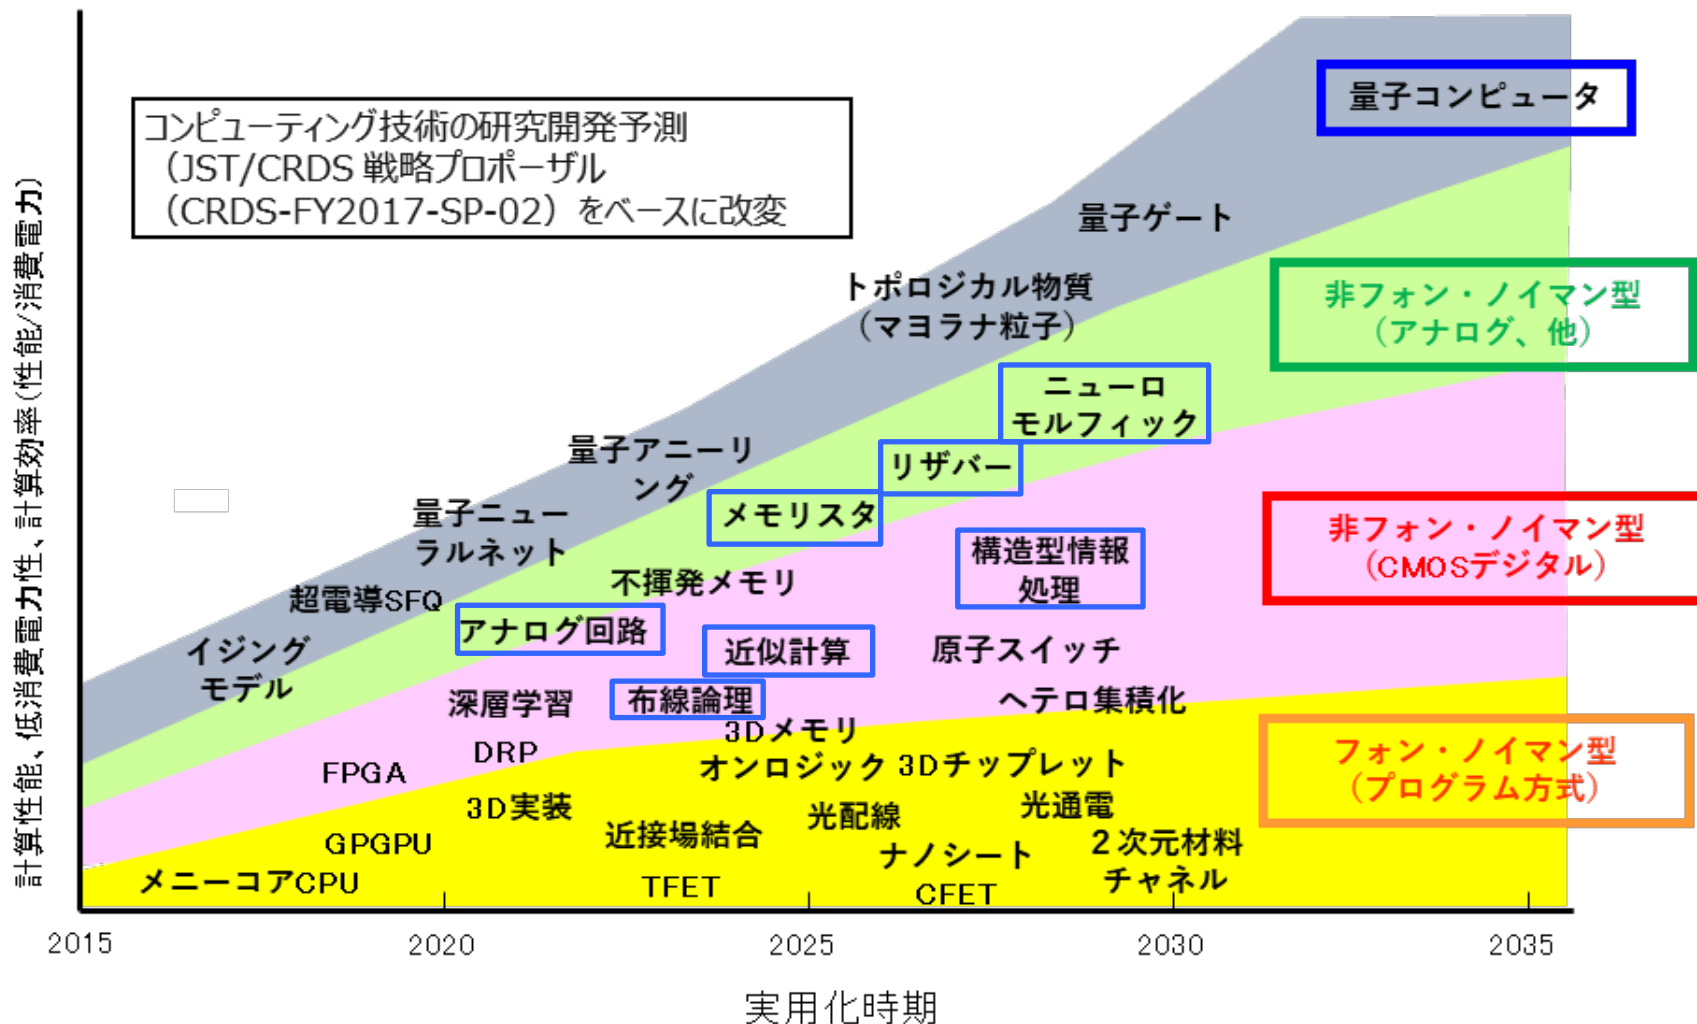 計算性能、低消費電力性、計算効率(性能/消費電力)
コンピューティング技術の研究開発予測
（JST/CRDS 戦略プロポーザル
（CRDS-FY2017-SP-02）をベースに改変
量子コンピュータ
量子ゲート
トポロジカル物質
（マヨラナ粒子）
非フォン・ノイマン型
（アナログ、他）
ニューロ
モルフィック
量子アニーリ
ング
リザバー
量子ニュー
ラルネット
メモリスタ
非フォン・ノイマン型
（CMOSデジタル）
構造型情報
処理
不揮発メモリ
超電導SFQ
アナログ回路
イジング
モデル
近似計算
原子スイッチ
深層学習
布線論理
ヘテロ集積化
3Dメモリ
オンロジック
DRP
FPGA
3Dチップレット
フォン・ノイマン型
（プログラム方式）
3D実装
光配線
光通電
GPGPU
近接場結合
ナノシート
２次元材料
チャネル
メニーコアCPU
TFET
CFET
2015
2020
2025
2030
2035
実用化時期